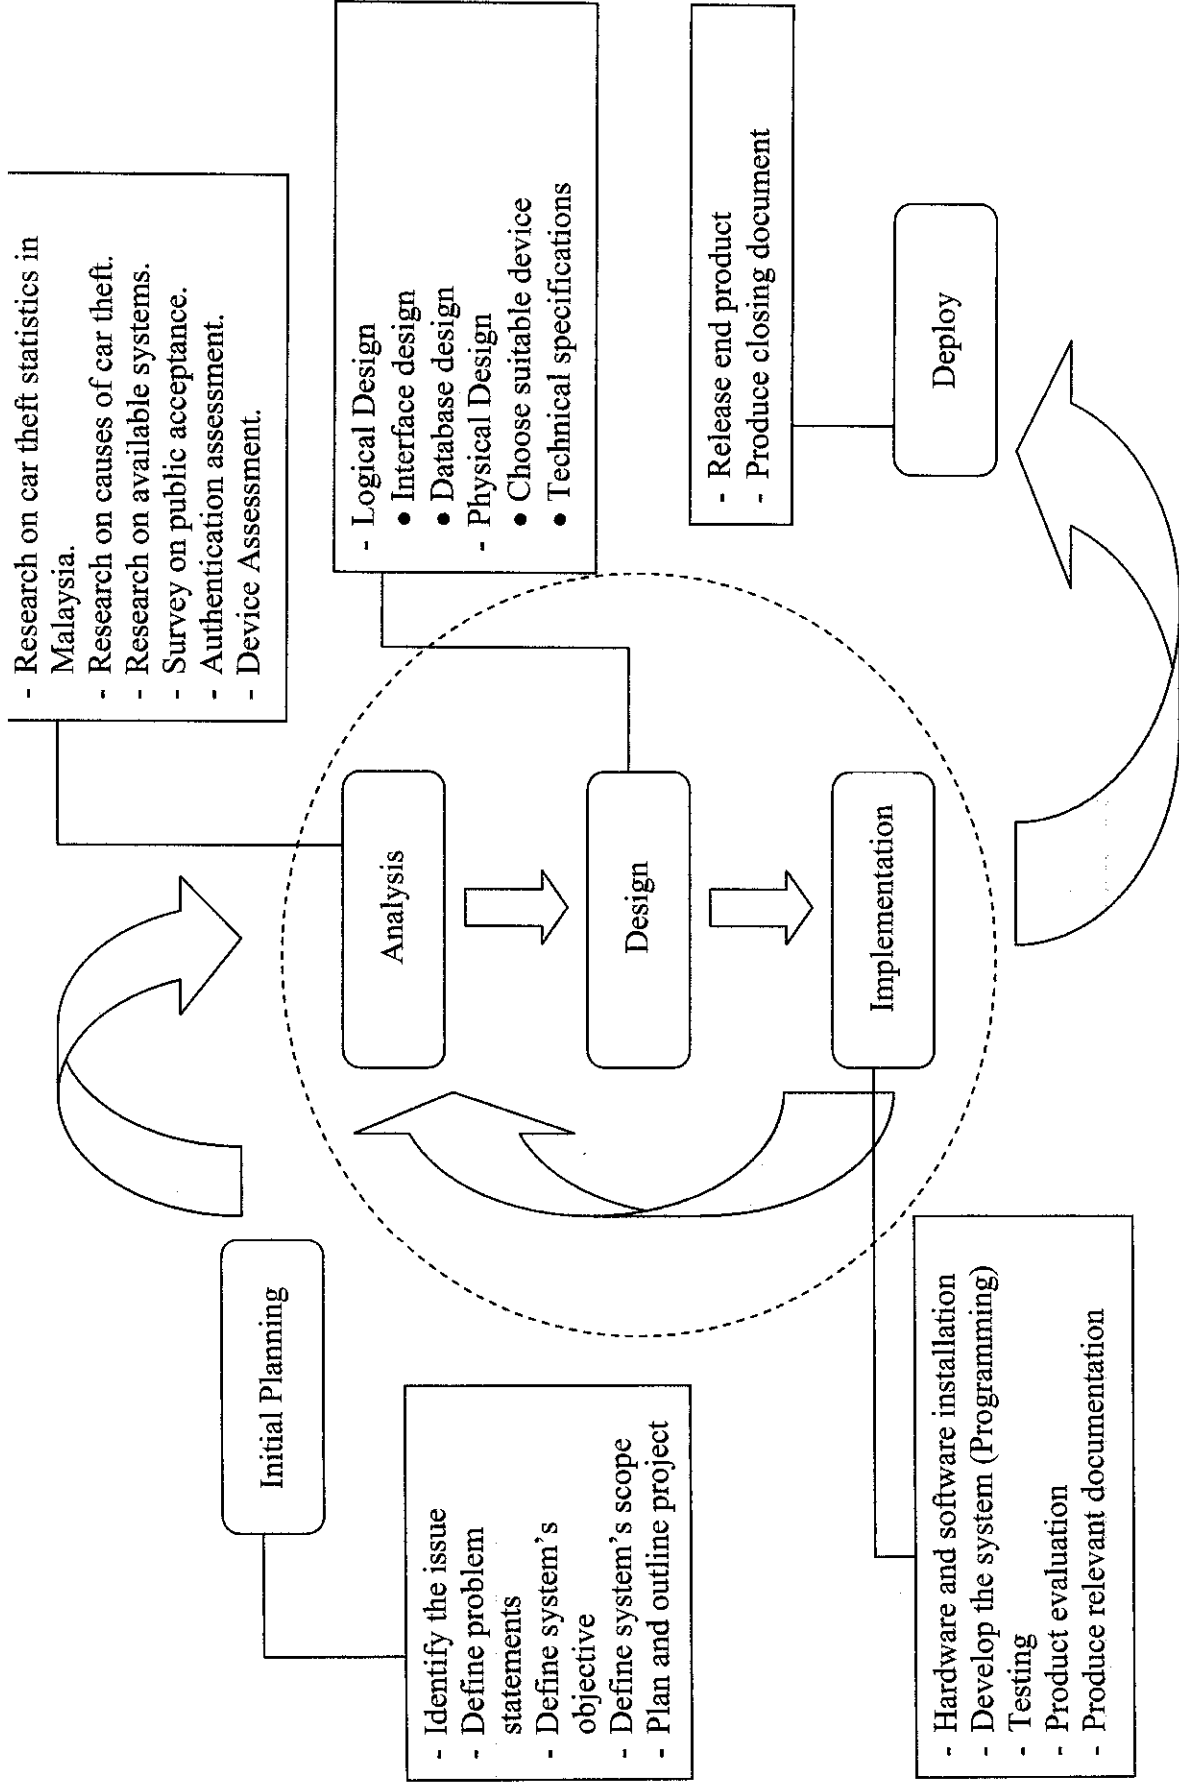 Initial Planning
- Identify the issue
- Define problem
statements
- Define system's
objective
- Define system's scope
- Plan and outline project
Analysis
- Research on car theft statistics in
Malaysia.
- Research on causes of car theft.
- Research on available systems.
- Survey on public acceptance.
- Authentication assessment.
- Device Assessment.
Design
- Logical Design
● Interface design
● Database design
- Physical Design
● Choose suitable device
● Technical specifications
Implementation
- Hardware and software installation
- Develop the system (Programming)
- Testing
- Product evaluation
- Produce relevant documentation
Deploy
- Release end product
- Produce closing document